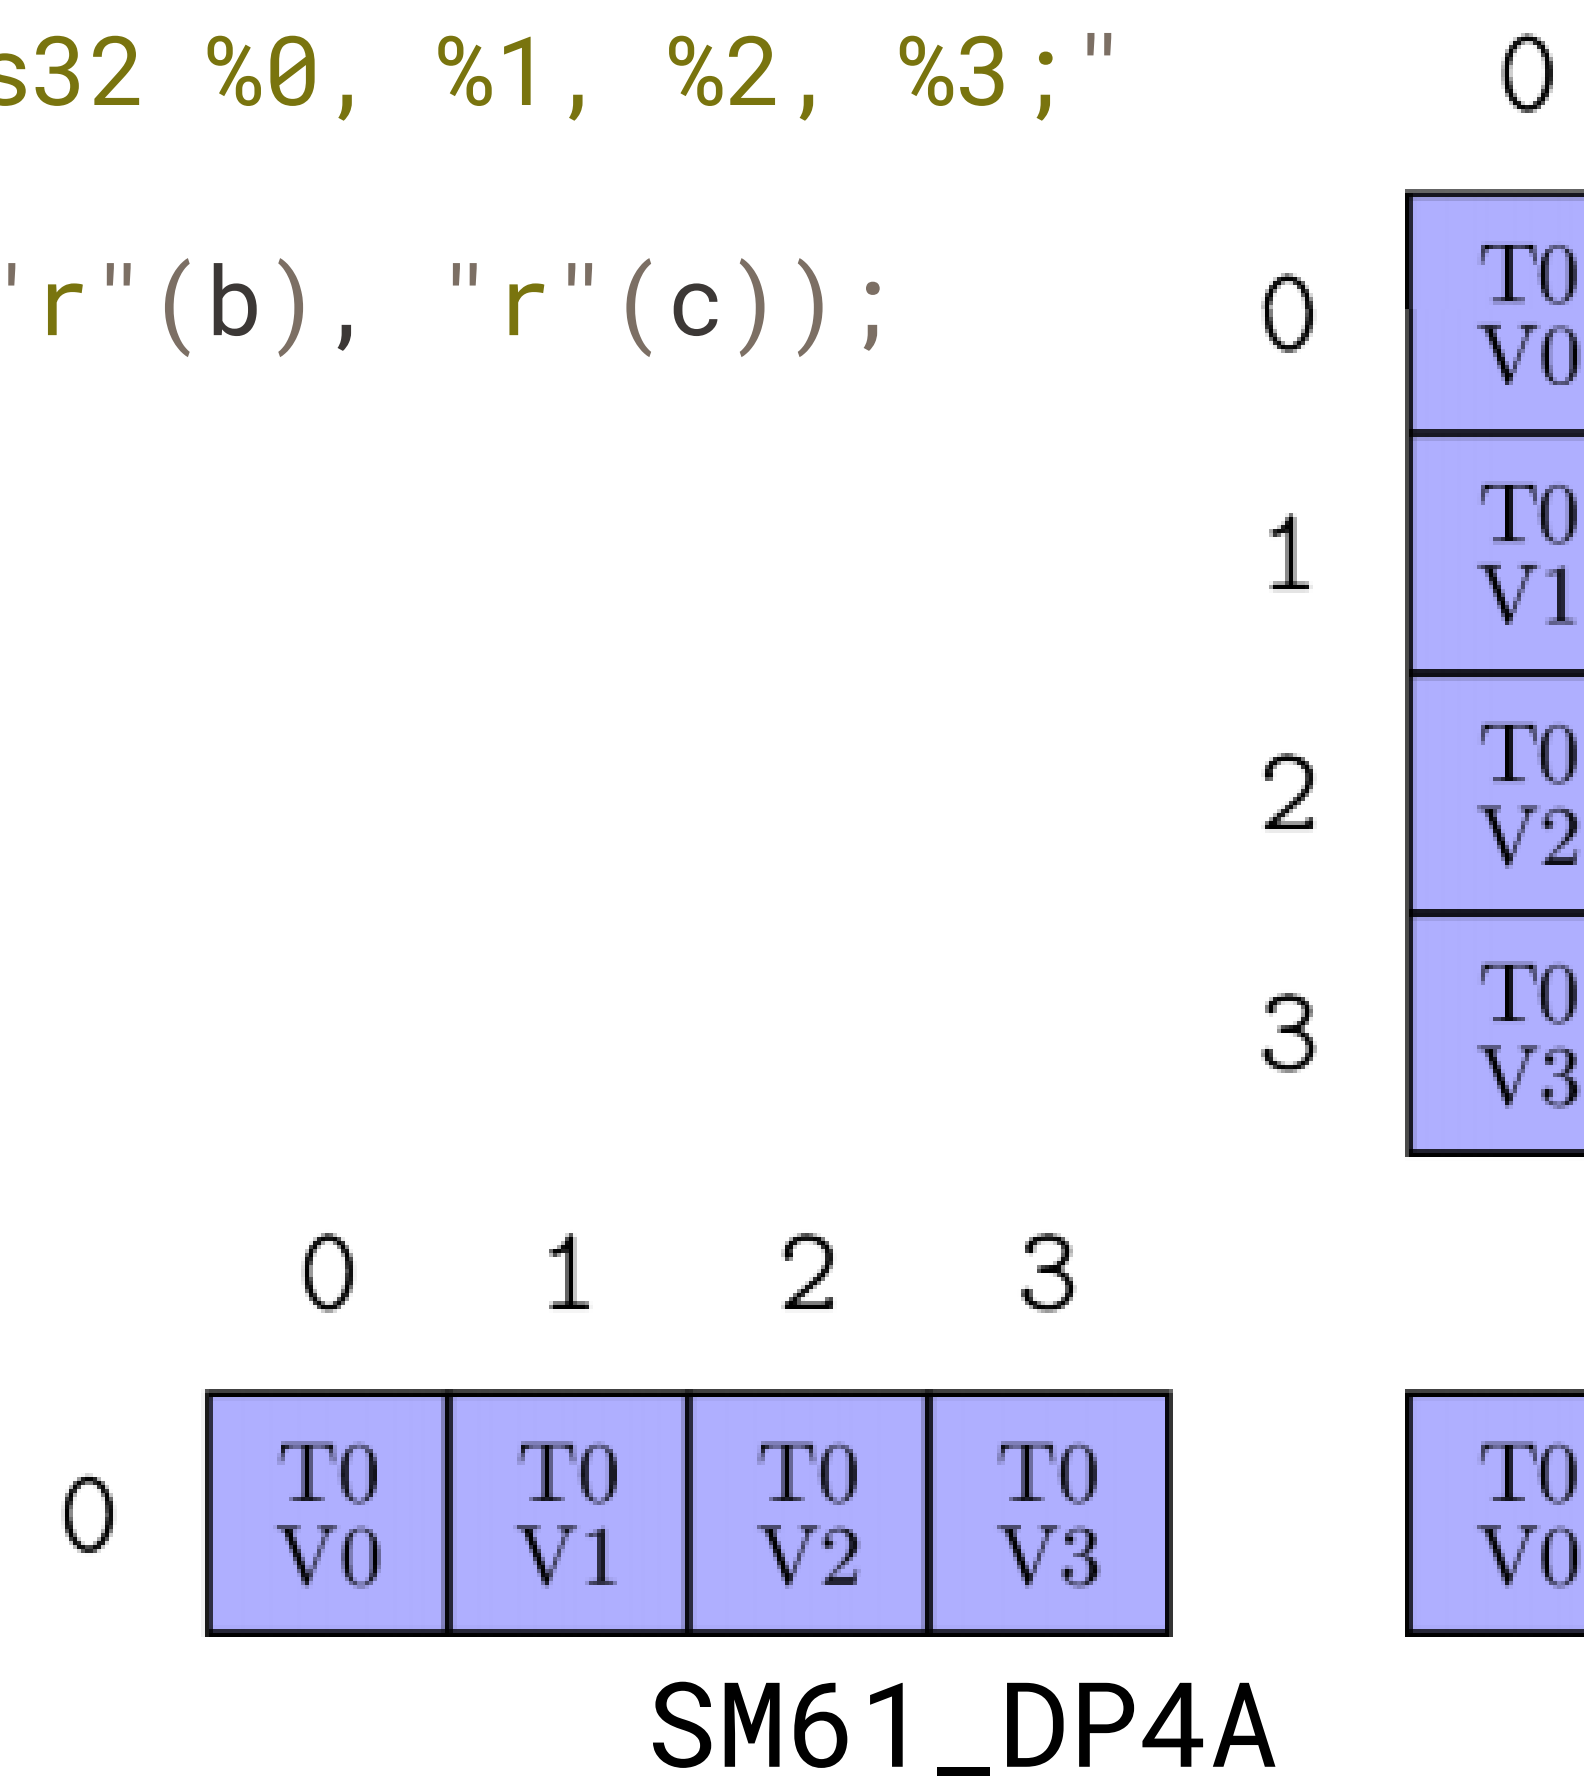 s32 %0, %1, %2, %3;"
"r"(b), "r"(c));
0
0 T0
V0
1 T0
V1
2 T0
V2
3 T0
V3
0 1 2 3
0 T0 T0 T0 T0 T0
V0 V1 V2 V3 V0
SM61_DP4A